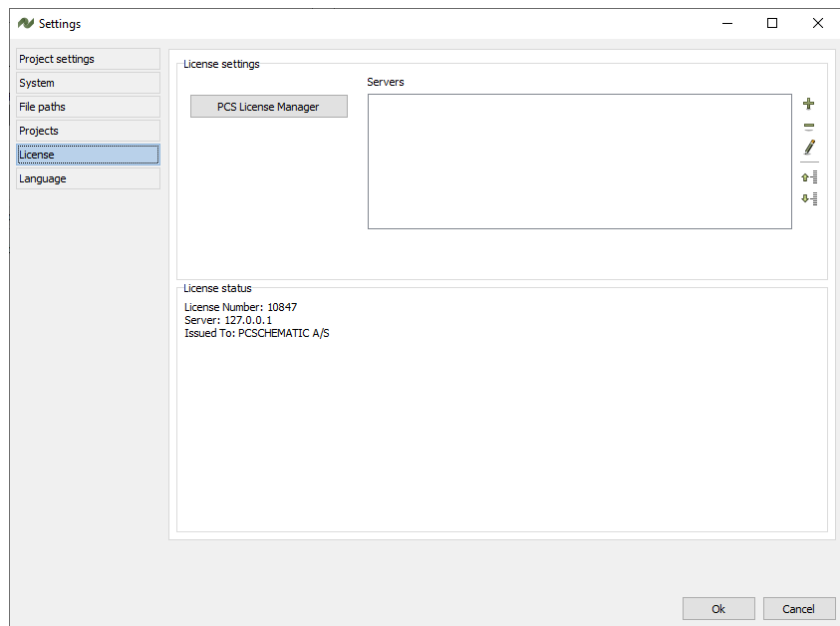 Settings
Project settings
System
File paths
Projects
License
Language
License settings
Servers
PCS License Manager
License status
License Number: 10847
Server: 127.0.0.1
Issued To: PCSCHEMATIC A/S
Ok
Cancel